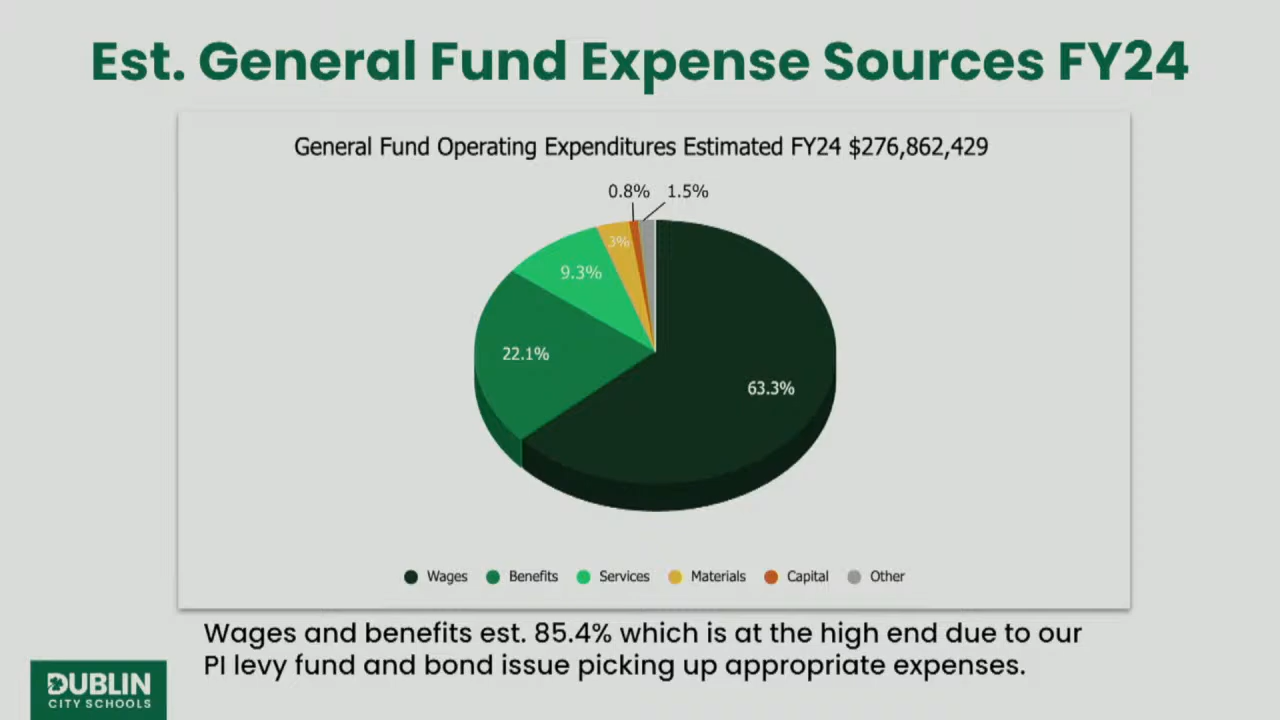 Est. General Fund Expense Sources FY24
General Fund Operating Expenditures Estimated FY24 $276,862,429
0.8% 1.5%
3%
9.3%
22.1%
63.3%
Wages Benefits Services Materials Capital Other
Wages and benefits est. 85.4% which is at the high end due to our
PI levy fund and bond issue picking up appropriate expenses.
DUBLIN
CITY SCHOOLS